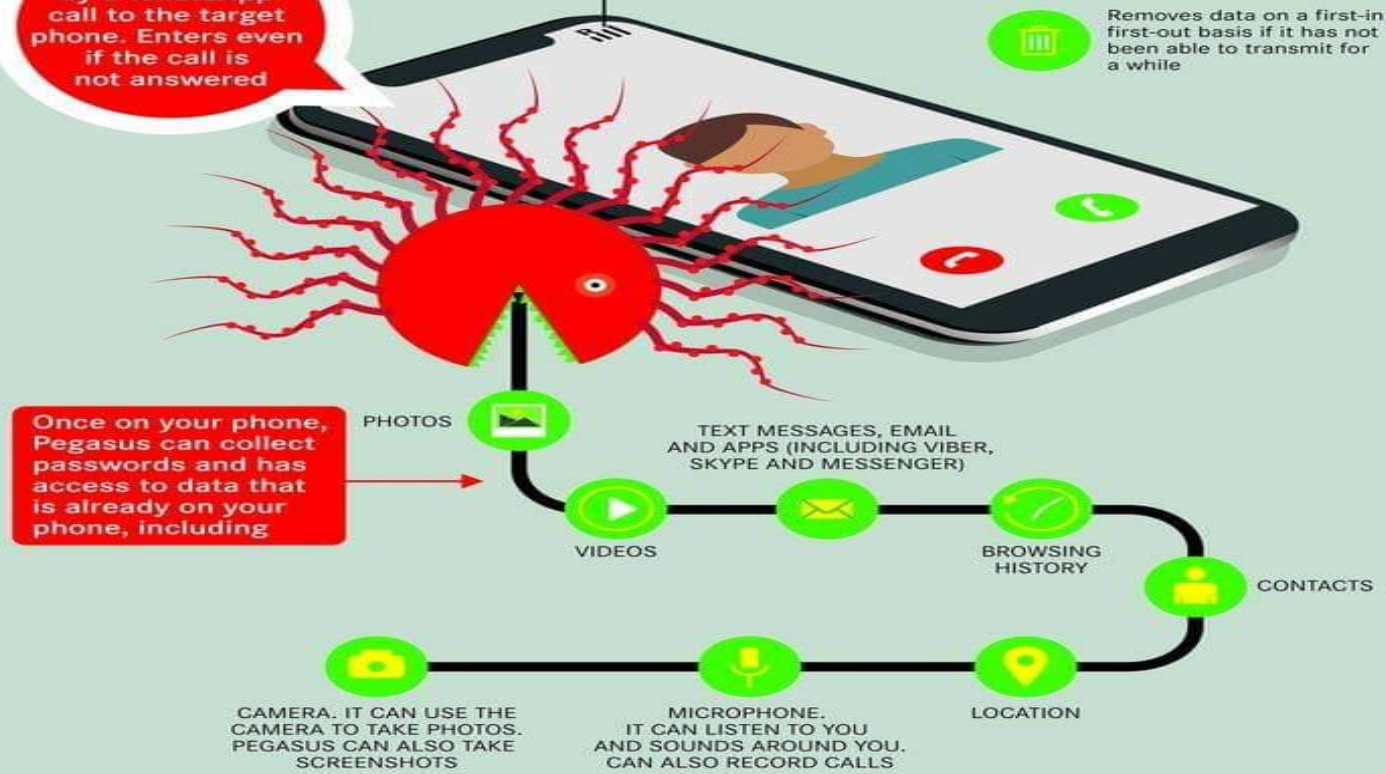 call to the target
phone. Enters even
if the call is
not answered
Removes data on a first-in
first-out basis if it has not
been able to transmit for
a while
Once on your phone,
Pegasus can collect
passwords and has
access to data that
is already on your
phone, including
PHOTOS
TEXT MESSAGES, EMAIL
AND APPS (INCLUDING VIBER,
SKYPE AND MESSENGER)
VIDEOS
BROWSING
HISTORY
CONTACTS
CAMERA. IT CAN USE THE
CAMERA TO TAKE PHOTOS.
PEGASUS CAN ALSO TAKE
SCREENSHOTS
MICROPHONE.
IT CAN LISTEN TO YOU
AND SOUNDS AROUND YOU.
CAN ALSO RECORD CALLS
LOCATION